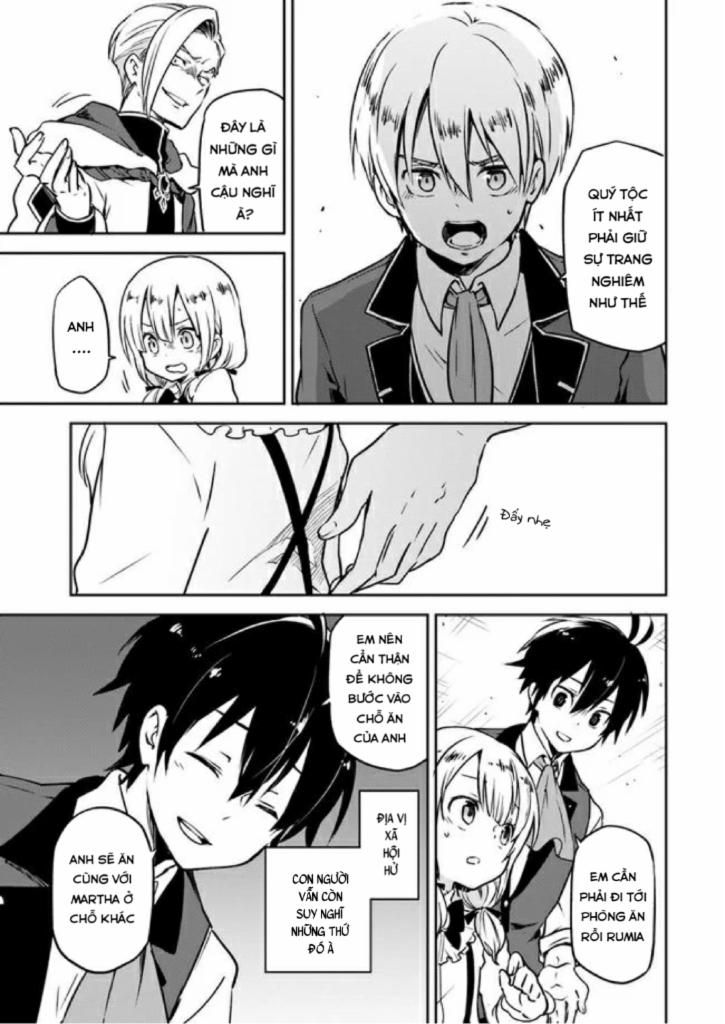 QUÝ TỘC
ÍT NHẤT
PHẢI GIỮ
SỰ TRANG
NGHIÊM
NHƯ THẾ
ĐÂY LÀ
NHỮNG GÌ
MÀ ANH
CẬU NGHĨ
À?
ANH
....
Đẩy nhẹ
EM CẦN
PHẢI ĐI TỚI
PHÒNG ĂN
RỒI RUMIA
EM NÊN
CẨN THẬN
ĐỂ KHÔNG
BƯỚC VÀO
CHỖ ĂN
CỦA ANH
ĐỊA VỊ
XÃ
HỘI
HỬ
CON NGƯỜI
VẪN CÒN
SUY NGHĨ
NHỮNG THỨ
ĐÓ À
ANH SẼ ĂN
CÙNG VỚI
MARTHA Ở
CHỖ KHÁC